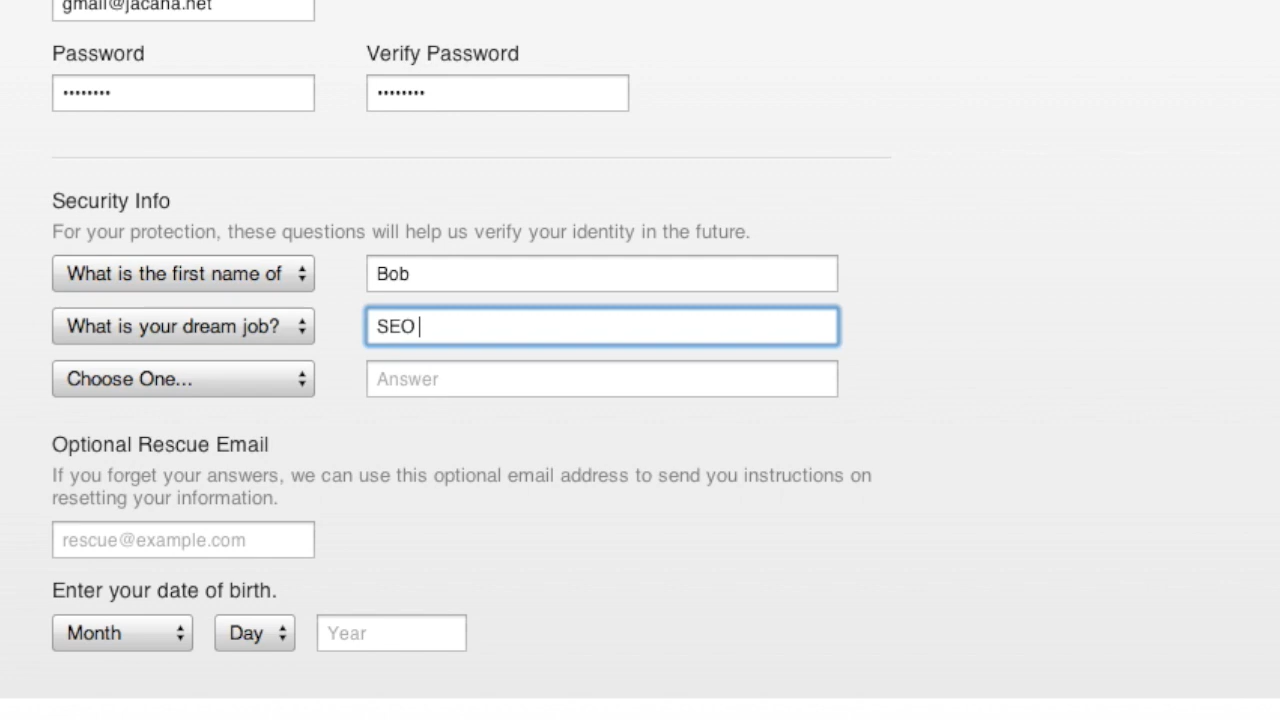 gmail@jacana.net
Password Verify Password
•••••••• ••••••••
Security Info
For your protection, these questions will help us verify your identity in the future.
What is the first name of Bob
What is your dream job? SEO
Choose One... Answer
Optional Rescue Email
If you forget your answers, we can use this optional email address to send you instructions on
resetting your information.
rescue@example.com
Enter your date of birth.
Month Day Year